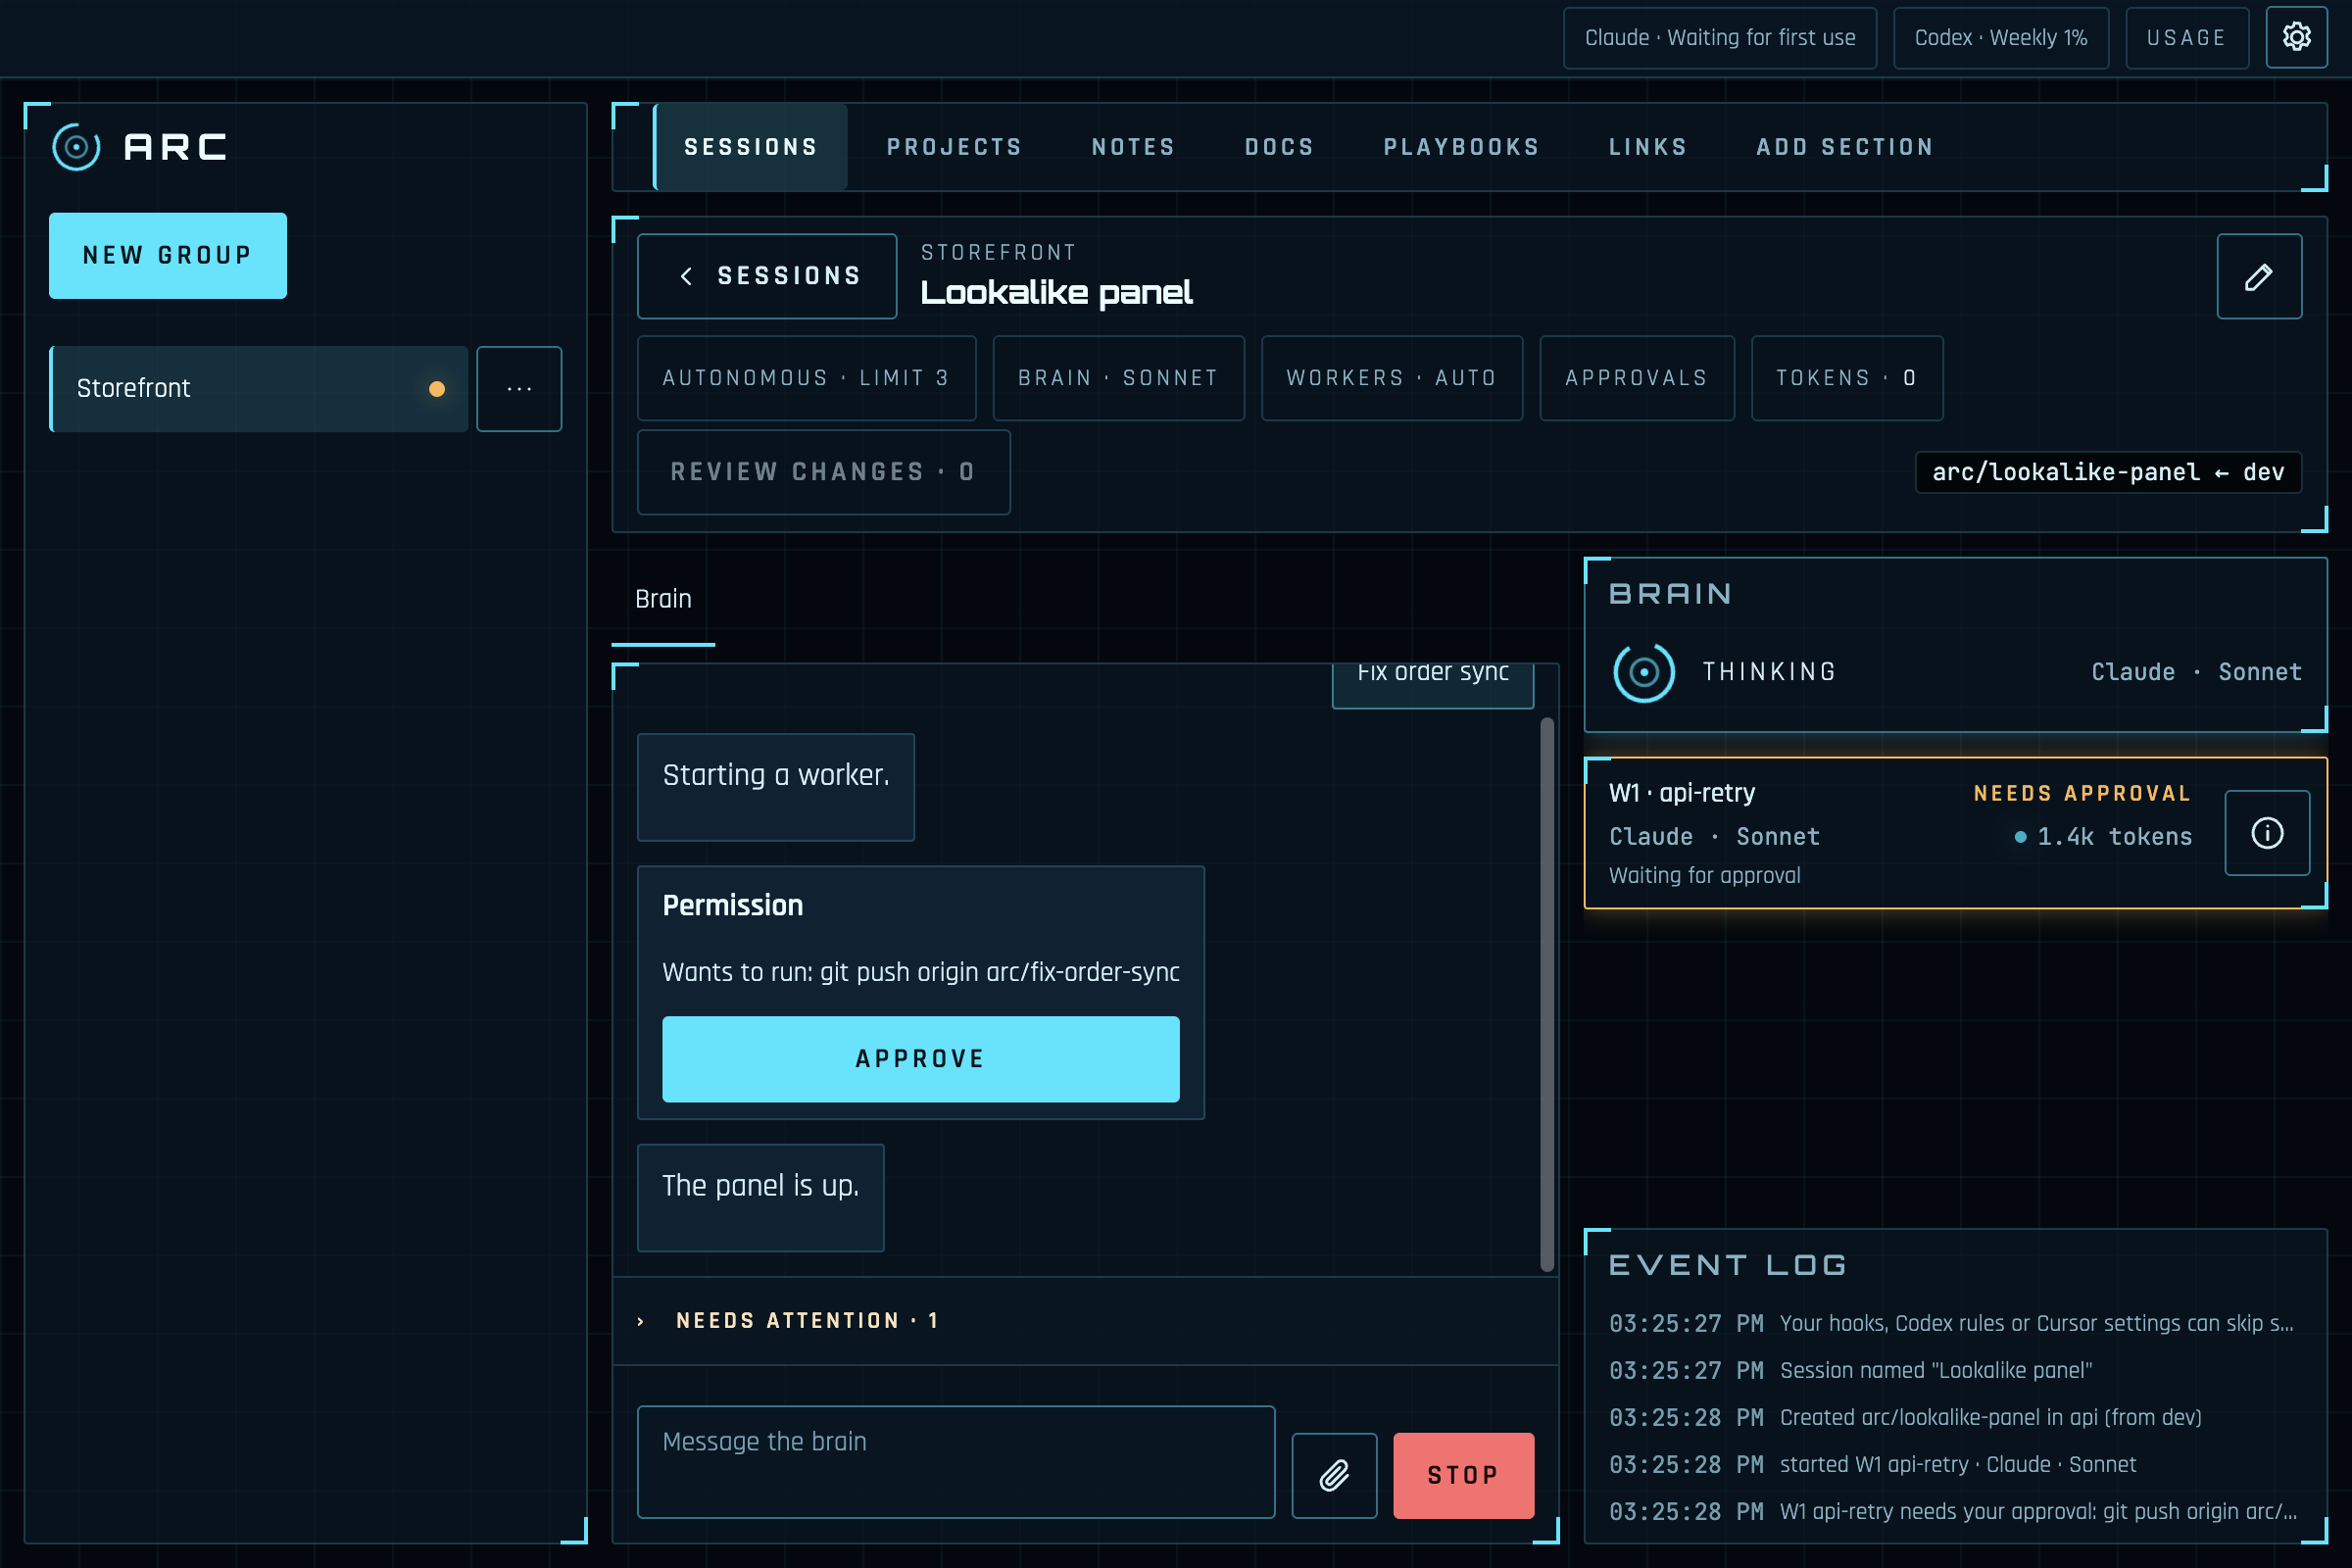 Claude · Waiting for first use
Codex · Weekly 1%
USAGE
ARC
NEW GROUP
Storefront
···
SESSIONS
PROJECTS
NOTES
DOCS
PLAYBOOKS
LINKS
ADD SECTION
‹ SESSIONS
STOREFRONT
Lookalike panel
AUTONOMOUS · LIMIT 3
BRAIN · SONNET
WORKERS · AUTO
APPROVALS
TOKENS · 0
REVIEW CHANGES · 0
arc/lookalike-panel ← dev
Brain
Fix order sync
Starting a worker.
Permission
Wants to run: git push origin arc/fix-order-sync
APPROVE
The panel is up.
› NEEDS ATTENTION · 1
Message the brain
STOP
BRAIN
THINKING
Claude · Sonnet
W1 · api-retry
NEEDS APPROVAL
Claude · Sonnet
1.4k tokens
Waiting for approval
EVENT LOG
03:25:27 PM Your hooks, Codex rules or Cursor settings can skip s...
03:25:27 PM Session named "Lookalike panel"
03:25:28 PM Created arc/lookalike-panel in api (from dev)
03:25:28 PM started W1 api-retry · Claude · Sonnet
03:25:28 PM W1 api-retry needs your approval: git push origin arc/...